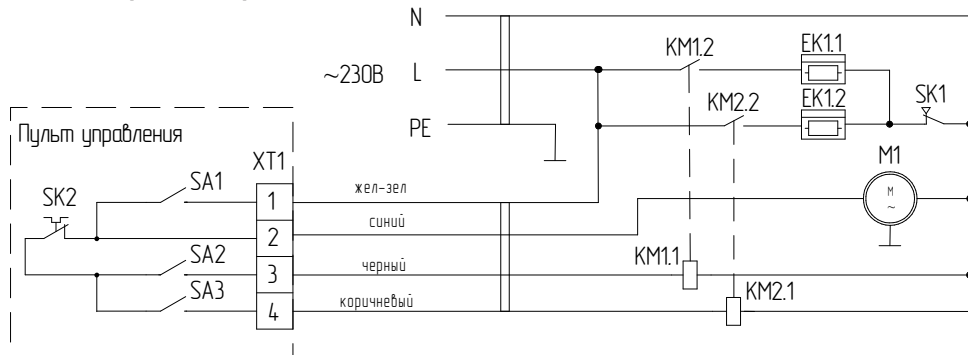 N
KM1.2
EK1.1
~230В L
KM2.2
EK1.2
SK1
PE
Пульт управления
XT1
M1
SK2
SA1
1
жел-зел
M
~
2
синий
SA2
3
черный
KM1.1
SA3
4
коричневый
KM2.1